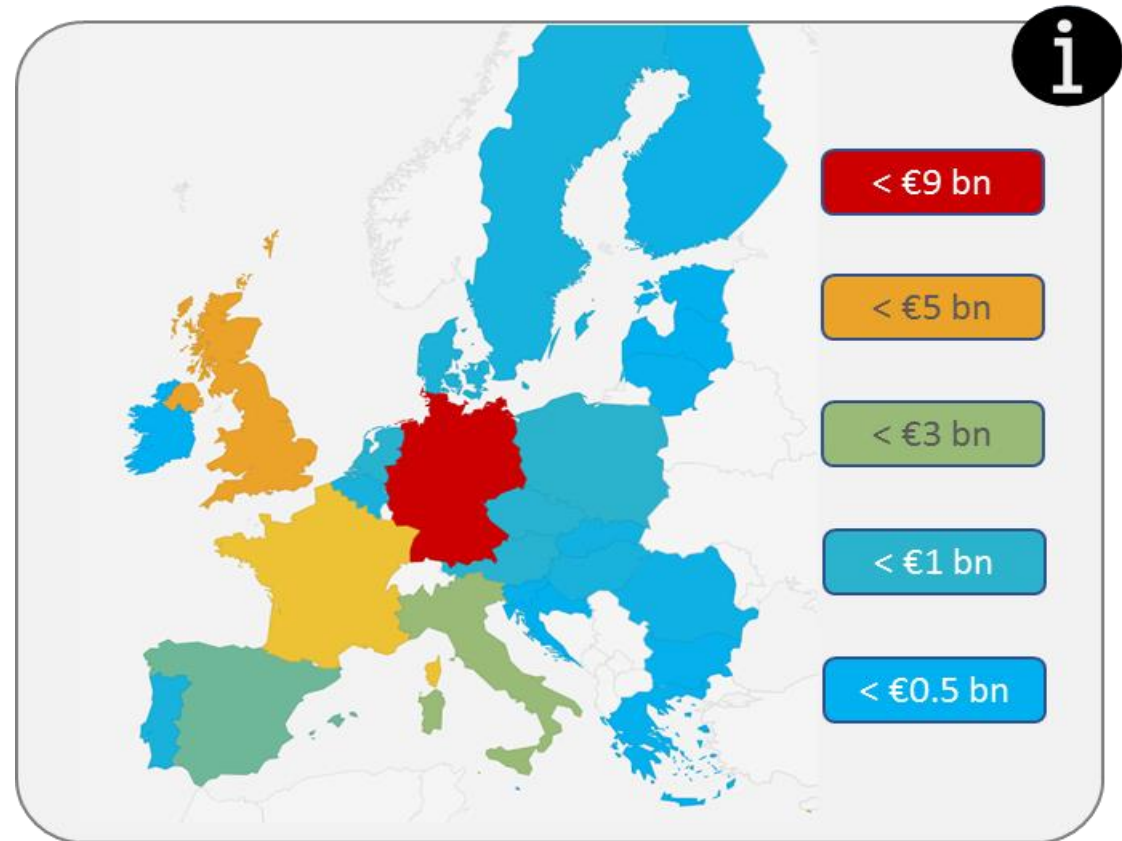 i
< €9 bn
< €5 bn
< €3 bn
< €1 bn
< €0.5 bn